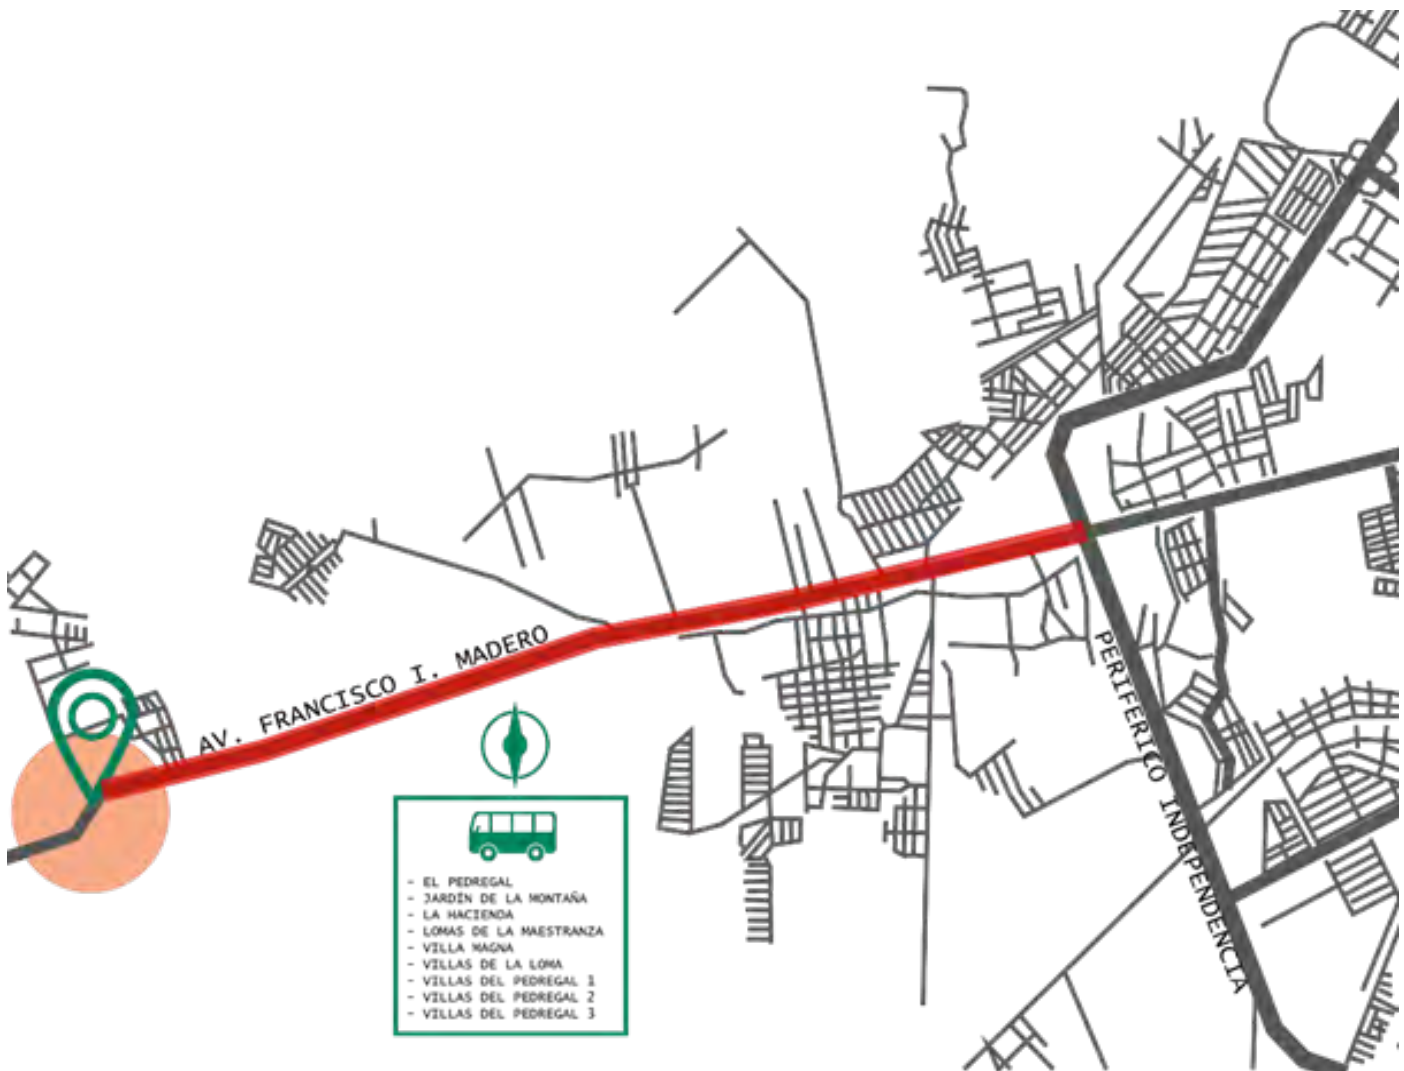 AV. FRANCISCO I. MADERO
PERIFERICO INDEPENDENCIA
- EL PEDREGAL
- JARDÍN DE LA MONTAÑA
- LA HACIENDA
- LOMAS DE LA MAESTRANZA
- VILLA MAGNA
- VILLAS DE LA LOMA
- VILLAS DEL PEDREGAL 1
- VILLAS DEL PEDREGAL 2
- VILLAS DEL PEDREGAL 3